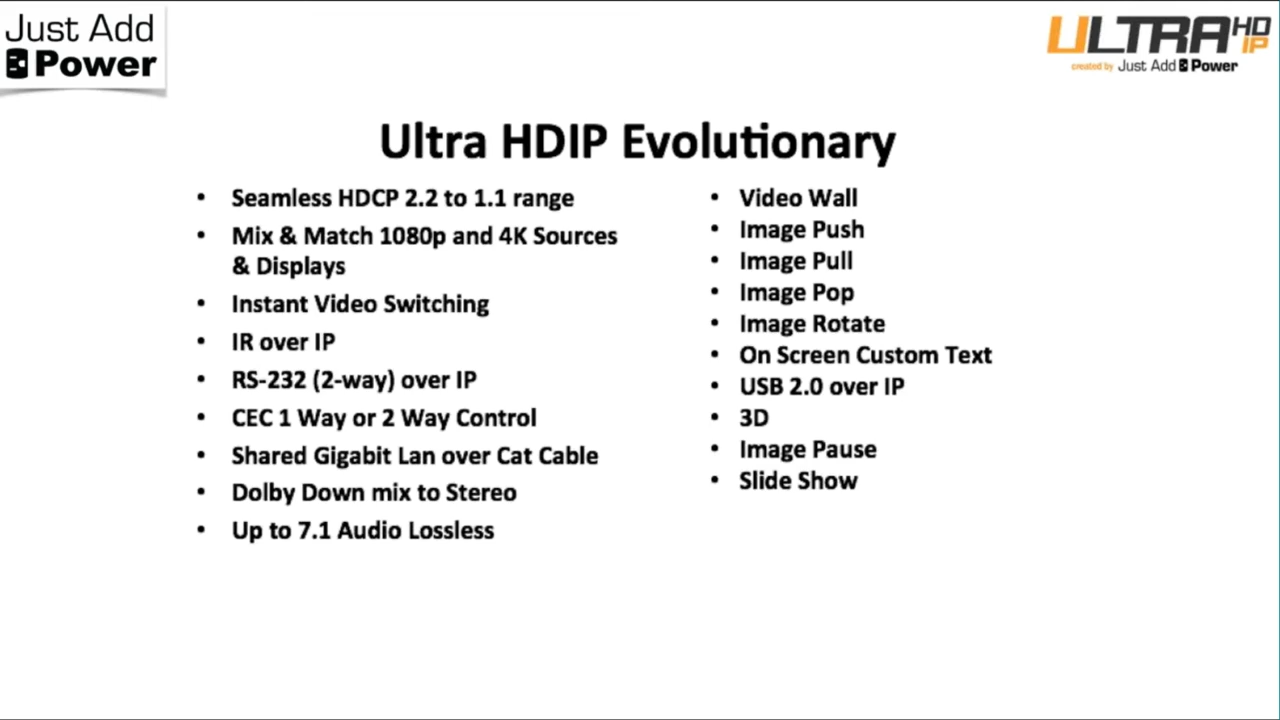 Just Add
Power
ULTRA HD
IP
created by Just Add Power
Ultra HDIP Evolutionary
• Seamless HDCP 2.2 to 1.1 range
• Mix & Match 1080p and 4K Sources
& Displays
• Instant Video Switching
• IR over IP
• RS-232 (2-way) over IP
• CEC 1 Way or 2 Way Control
• Shared Gigabit Lan over Cat Cable
• Dolby Down mix to Stereo
• Up to 7.1 Audio Lossless
• Video Wall
• Image Push
• Image Pull
• Image Pop
• Image Rotate
• On Screen Custom Text
• USB 2.0 over IP
• 3D
• Image Pause
• Slide Show